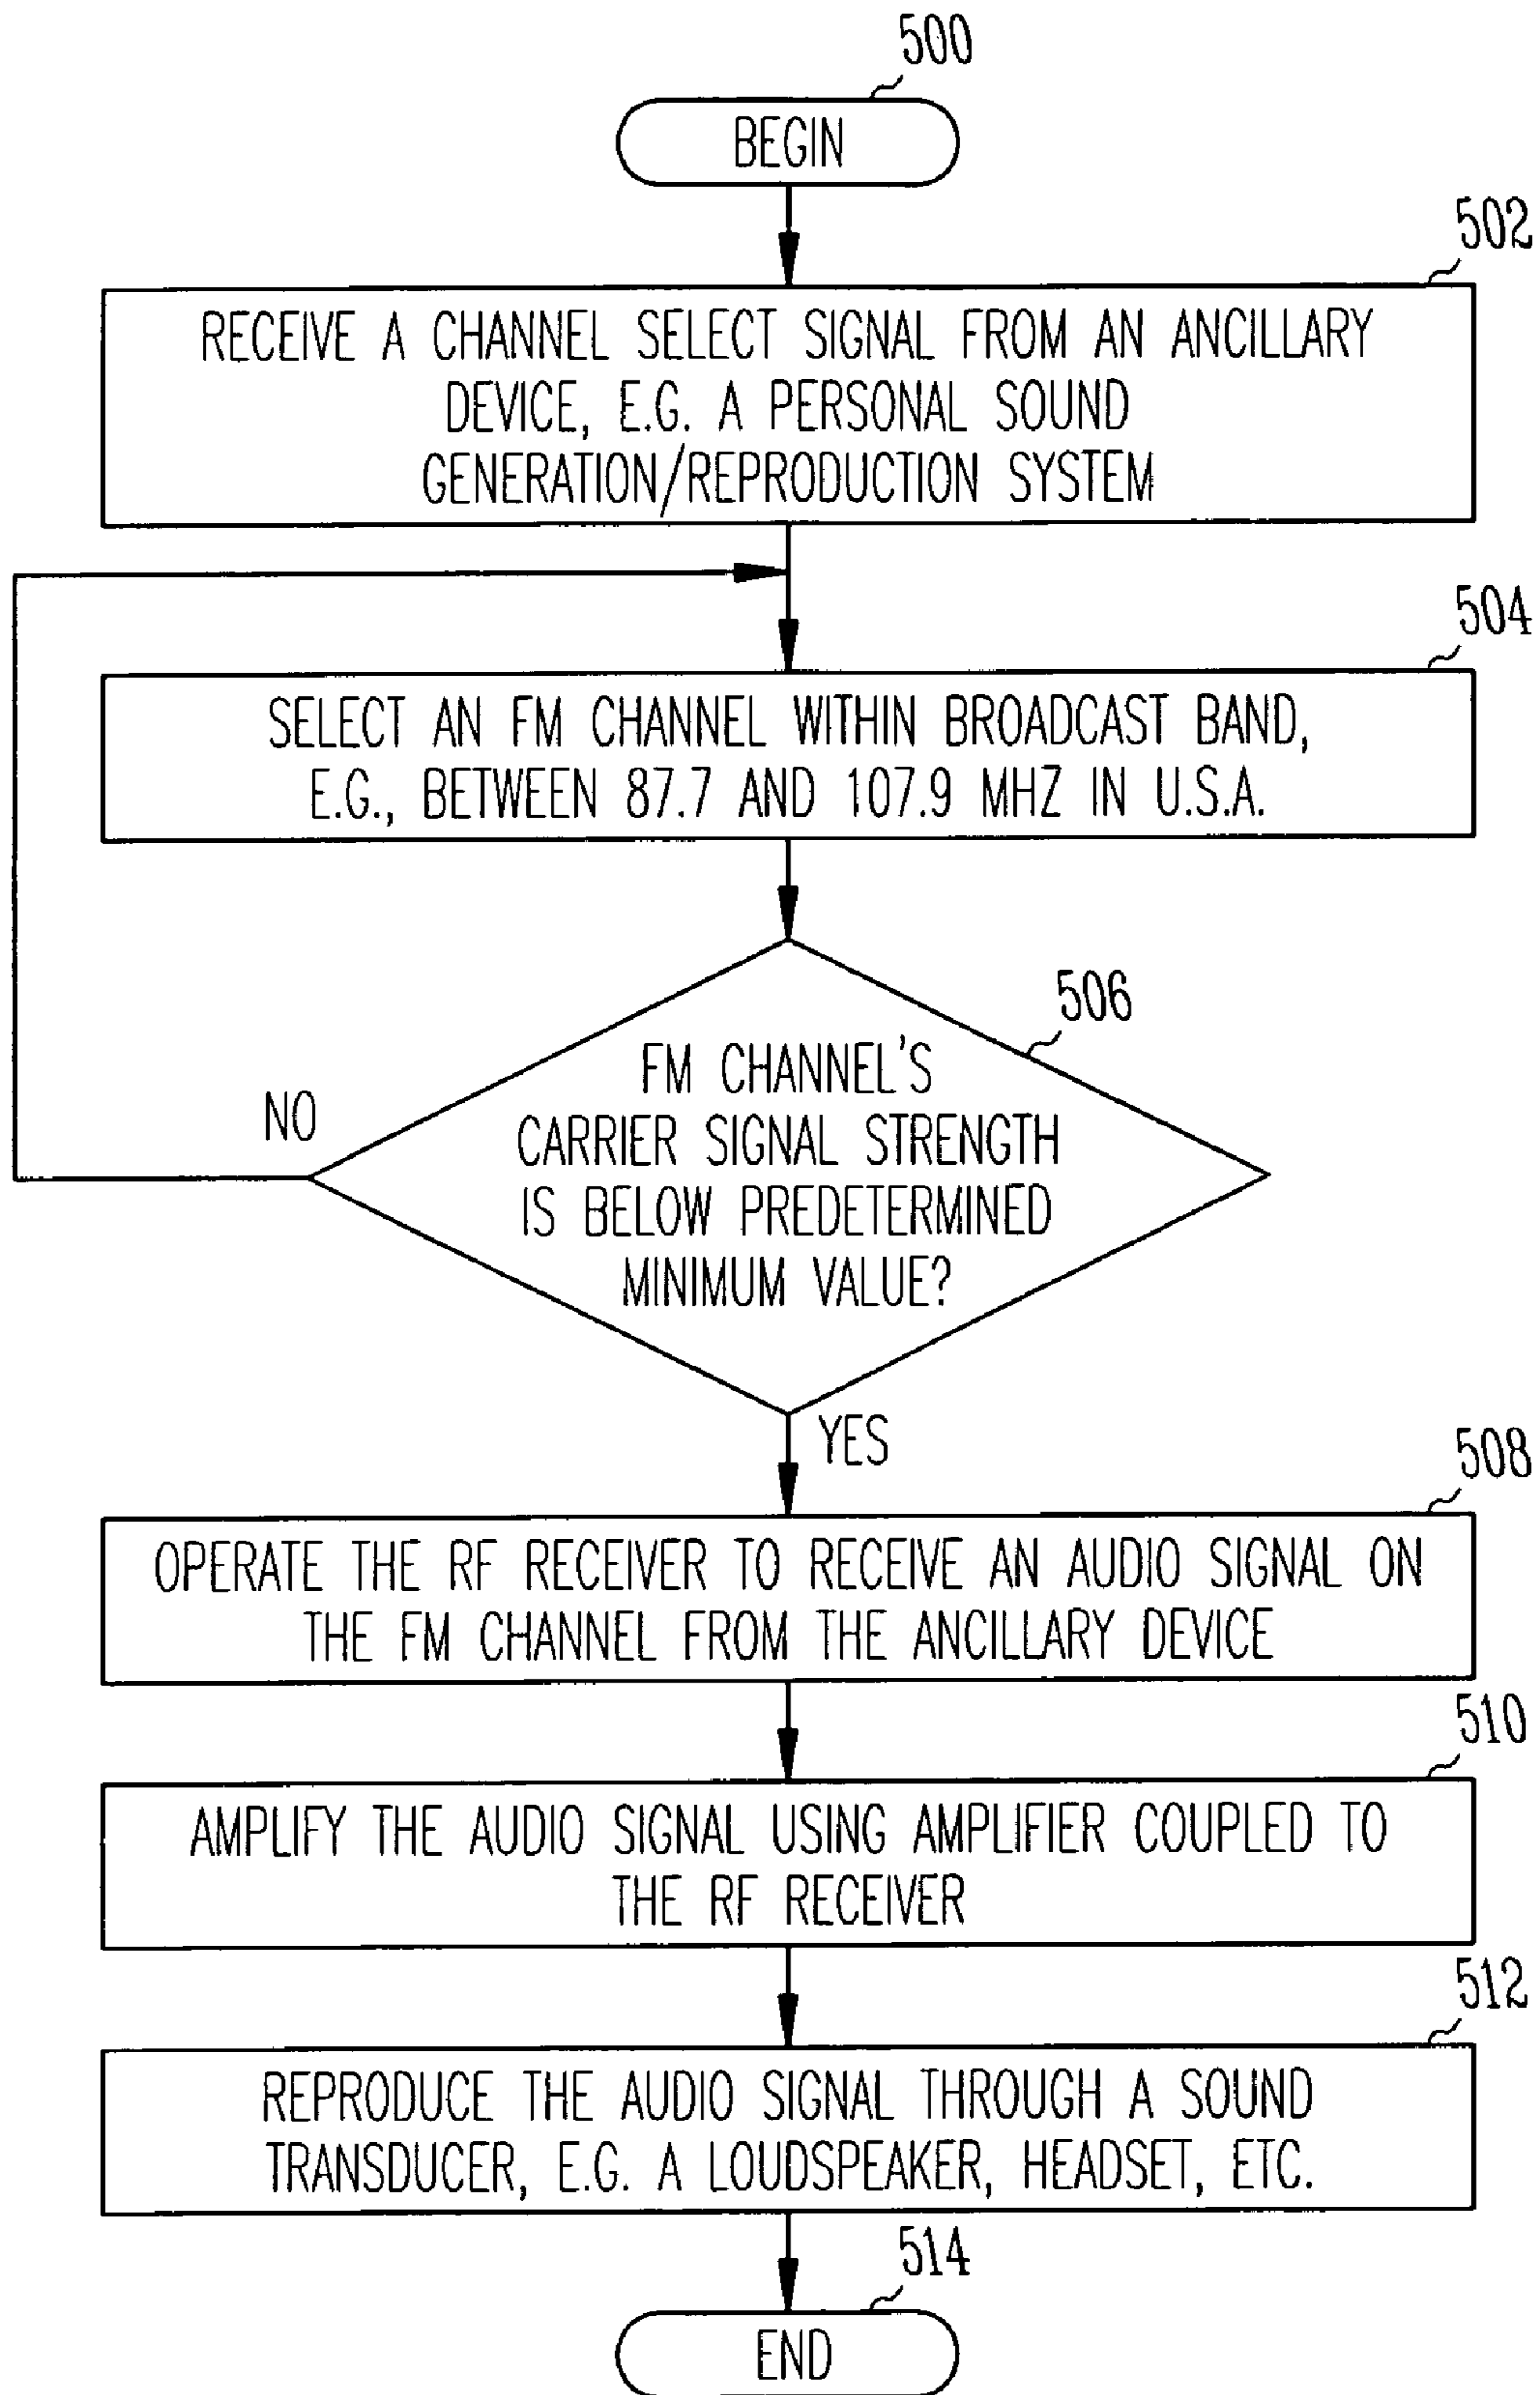 500
BEGIN
502
RECEIVE A CHANNEL SELECT SIGNAL FROM AN ANCILLARY
DEVICE, E.G. A PERSONAL SOUND
GENERATION/REPRODUCTION SYSTEM
504
SELECT AN FM CHANNEL WITHIN BROADCAST BAND,
E.G., BETWEEN 87.7 AND 107.9 MHZ IN U.S.A.
506
FM CHANNEL'S
CARRIER SIGNAL STRENGTH
IS BELOW PREDETERMINED
MINIMUM VALUE?
NO
YES
508
OPERATE THE RF RECEIVER TO RECEIVE AN AUDIO SIGNAL ON
THE FM CHANNEL FROM THE ANCILLARY DEVICE
510
AMPLIFY THE AUDIO SIGNAL USING AMPLIFIER COUPLED TO
THE RF RECEIVER
512
REPRODUCE THE AUDIO SIGNAL THROUGH A SOUND
TRANSDUCER, E.G. A LOUDSPEAKER, HEADSET, ETC.
514
END